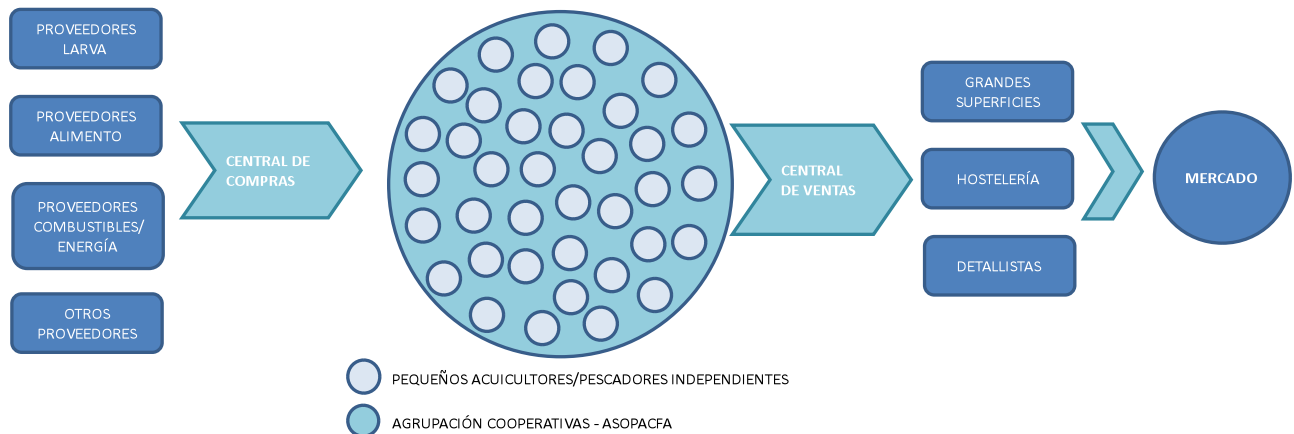 PROVEEDORES
LARVA
PROVEEDORES
ALIMENTO
PROVEEDORES
COMBUSTIBLES/
ENERGÍA
OTROS
PROVEEDORES
CENTRAL DE
COMPRAS
CENTRAL
DE VENTAS
GRANDES
SUPERFICIES
HOSTELERÍA
DETALLISTAS
MERCADO
PEQUEÑOS ACUICULTORES/PESCADORES INDEPENDIENTES
AGRUPACIÓN COOPERATIVAS - ASOPACFA